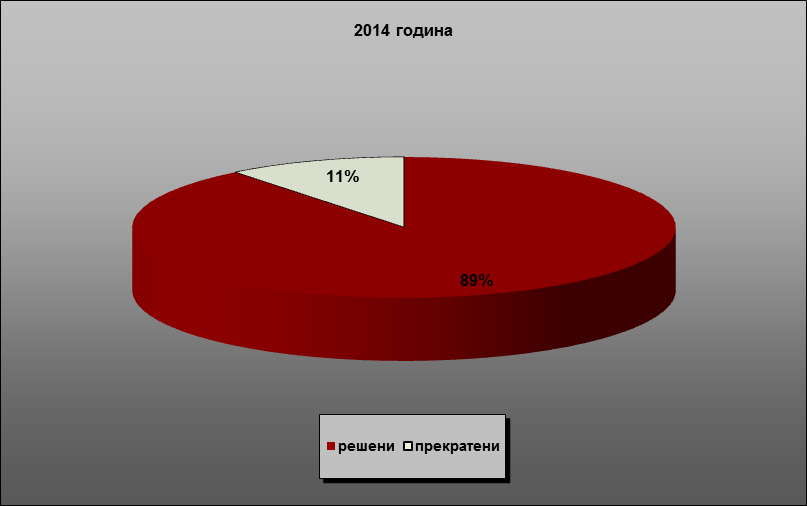 2014 година
11%
89%
решени прекратени